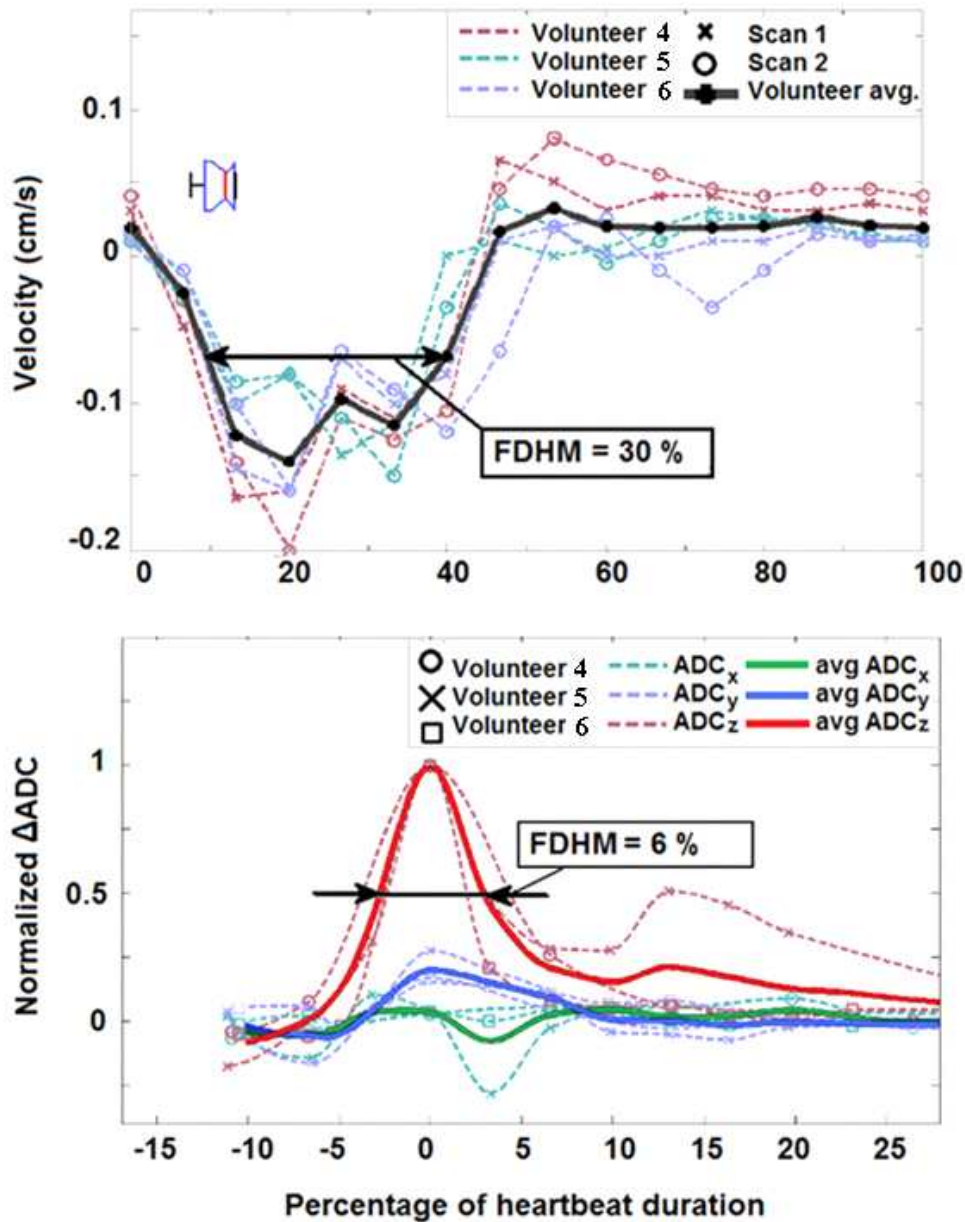 Volunteer 4 Scan 1
Volunteer 5 Scan 2
Volunteer 6 Volunteer avg.
0.1
0
-0.1
-0.2
Velocity (cm/s)
FDHM = 30 %
0 20 40 60 80 100
Volunteer 4 ADCx avg ADCx
Volunteer 5 ADCy avg ADCy
Volunteer 6 ADCz avg ADCz
1
0.5
0
Normalized ΔADC
FDHM = 6 %
-15 -10 -5 0 5 10 15 20 25
Percentage of heartbeat duration